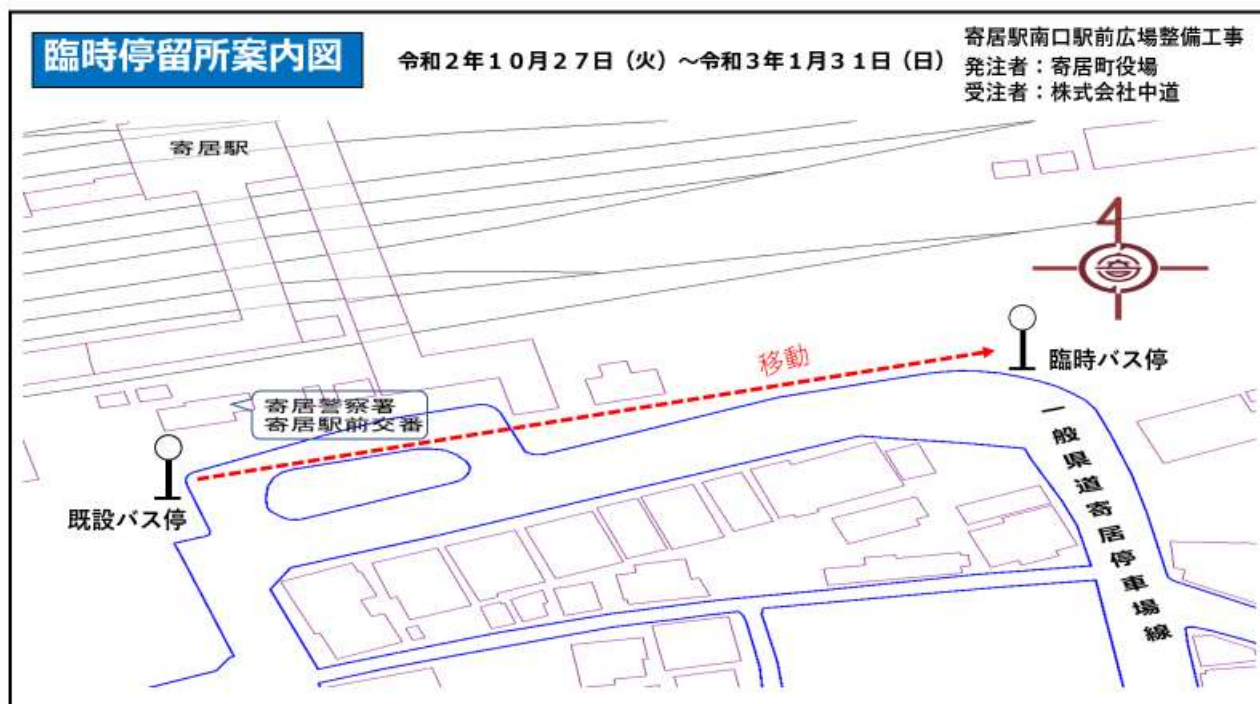 臨時停留所案内図
令和2年10月27日(火)~令和3年1月31日(日)
寄居駅南口駅前広場整備工事
発注者:寄居町役場
受注者:株式会社中道
寄居駅
移動
臨時バス停
寄居警察署
寄居駅前交番
既設バス停
一般県道寄居停車場線